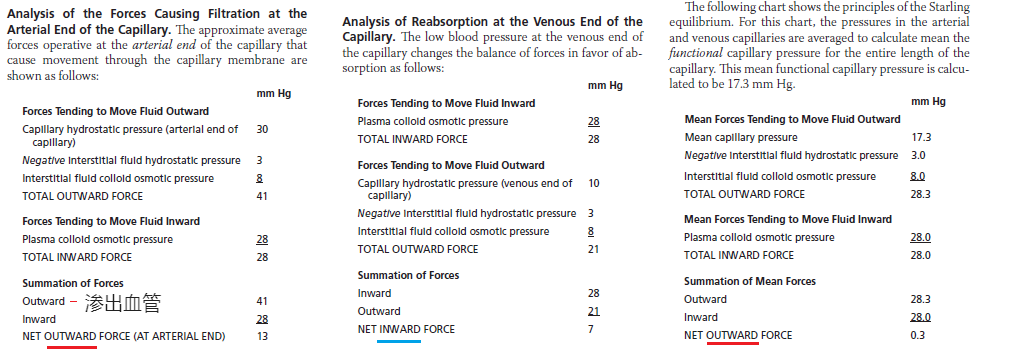 Analysis of the Forces Causing Filtration at the
Arterial End of the Capillary. The approximate average
forces operative at the arterial end of the capillary that
cause movement through the capillary membrane are
shown as follows:
mm Hg
Forces Tending to Move Fluid Outward
Capillary hydrostatic pressure (arterial end of
capillary) 30
Negative interstitial fluid hydrostatic pressure 3
Interstitial fluid colloid osmotic pressure 8
TOTAL OUTWARD FORCE 41
Forces Tending to Move Fluid Inward
Plasma colloid osmotic pressure 28
TOTAL INWARD FORCE 28
Summation of Forces
Outward – 渗出血管 41
Inward 28
NET OUTWARD FORCE (AT ARTERIAL END) 13
Analysis of Reabsorption at the Venous End of the
Capillary. The low blood pressure at the venous end of
the capillary changes the balance of forces in favor of ab-
sorption as follows:
mm Hg
Forces Tending to Move Fluid Inward
Plasma colloid osmotic pressure 28
TOTAL INWARD FORCE 28
Forces Tending to Move Fluid Outward
Capillary hydrostatic pressure (venous end of
capillary) 10
Negative interstitial fluid hydrostatic pressure 3
Interstitial fluid colloid osmotic pressure 8
TOTAL OUTWARD FORCE 21
Summation of Forces
Inward 28
Outward 21
NET INWARD FORCE 7
The following chart shows the principles of the Starling
equilibrium. For this chart, the pressures in the arterial
and venous capillaries are averaged to calculate mean the
functional capillary pressure for the entire length of the
capillary. This mean functional capillary pressure is calcu-
lated to be 17.3 mm Hg.
mm Hg
Mean Forces Tending to Move Fluid Outward
Mean capillary pressure 17.3
Negative interstitial fluid hydrostatic pressure 3.0
Interstitial fluid colloid osmotic pressure 8.0
TOTAL OUTWARD FORCE 28.3
Mean Forces Tending to Move Fluid Inward
Plasma colloid osmotic pressure 28.0
TOTAL INWARD FORCE 28.0
Summation of Mean Forces
Outward 28.3
Inward 28.0
NET OUTWARD FORCE 0.3